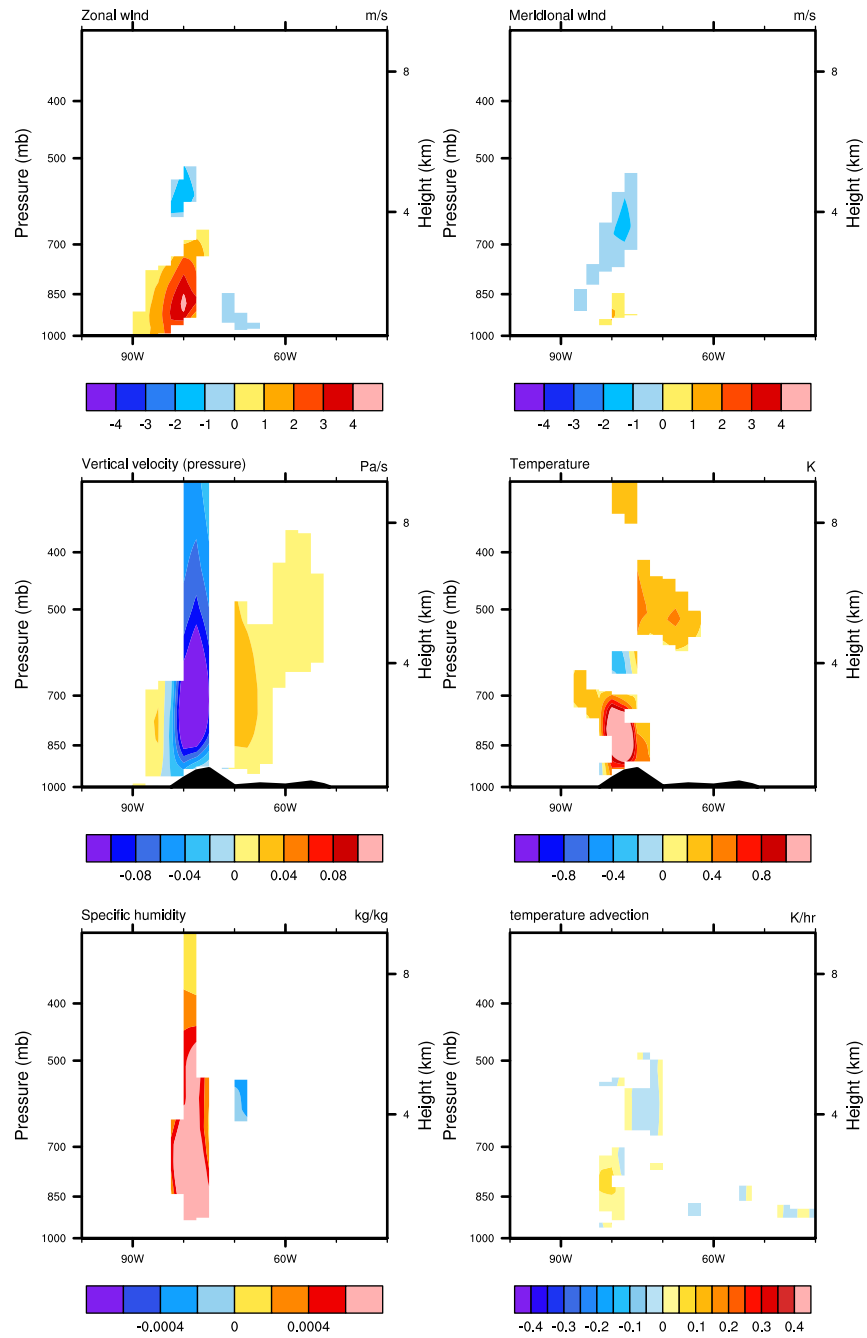 Zonal wind m/s
Pressure (mb)
400
500
700
850
1000
8
4
Height (km)
90W 60W
-4 -3 -2 -1 0 1 2 3 4
Meridional wind m/s
Pressure (mb)
400
500
700
850
1000
8
4
Height (km)
90W 60W
-4 -3 -2 -1 0 1 2 3 4
Vertical velocity (pressure) Pa/s
Pressure (mb)
400
500
700
850
1000
8
4
Height (km)
90W 60W
-0.08 -0.04 0 0.04 0.08
Temperature K
Pressure (mb)
400
500
700
850
1000
8
4
Height (km)
90W 60W
-0.8 -0.4 0 0.4 0.8
Specific humidity kg/kg
Pressure (mb)
400
500
700
850
1000
8
4
Height (km)
90W 60W
-0.0004 0 0.0004
temperature advection K/hr
Pressure (mb)
400
500
700
850
1000
8
4
Height (km)
90W 60W
-0.4 -0.3 -0.2 -0.1 0 0.1 0.2 0.3 0.4